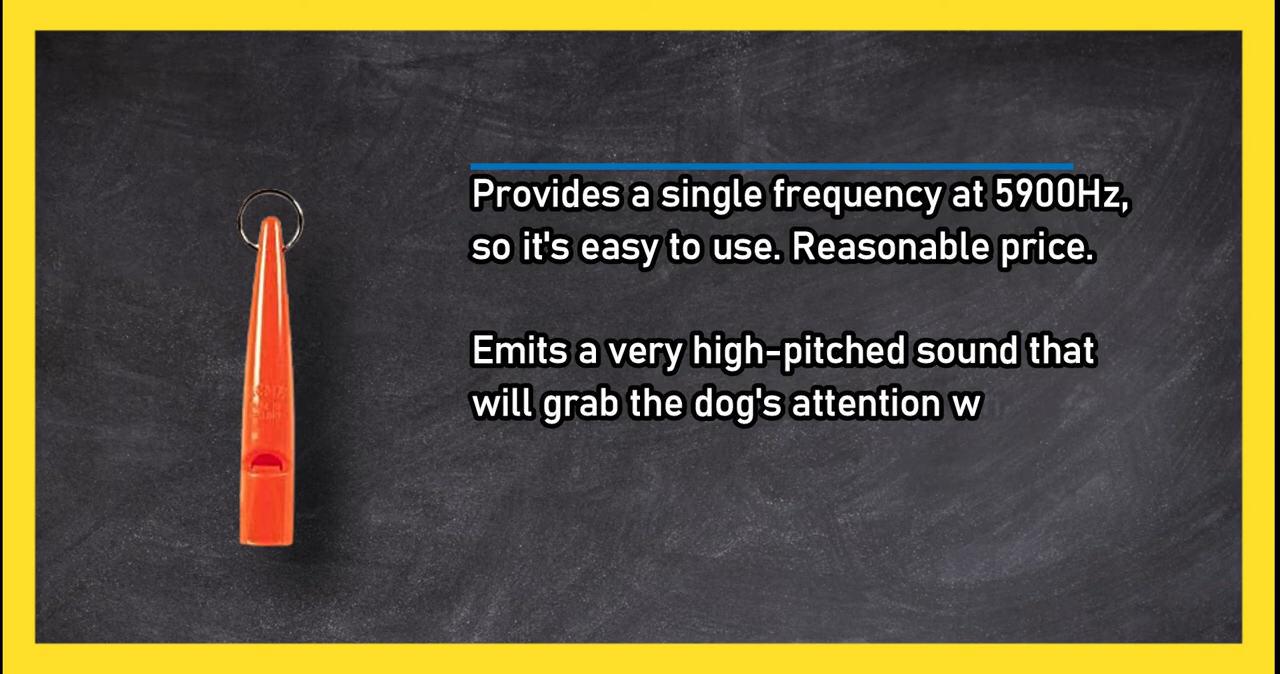 Provides a single frequency at 5900Hz,
so it's easy to use. Reasonable price.
Emits a very high-pitched sound that
will grab the dog's attention w